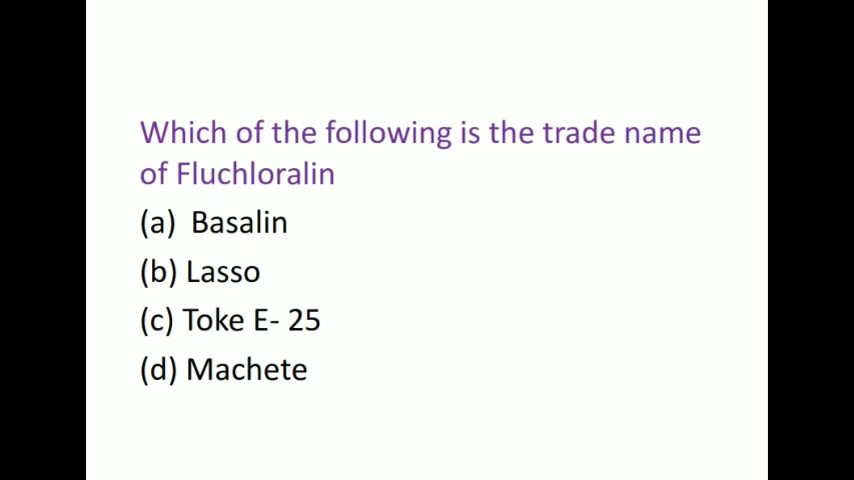 Which of the following is the trade name
of Fluchloralin
(a) Basalin
(b) Lasso
(c) Toke E- 25
(d) Machete